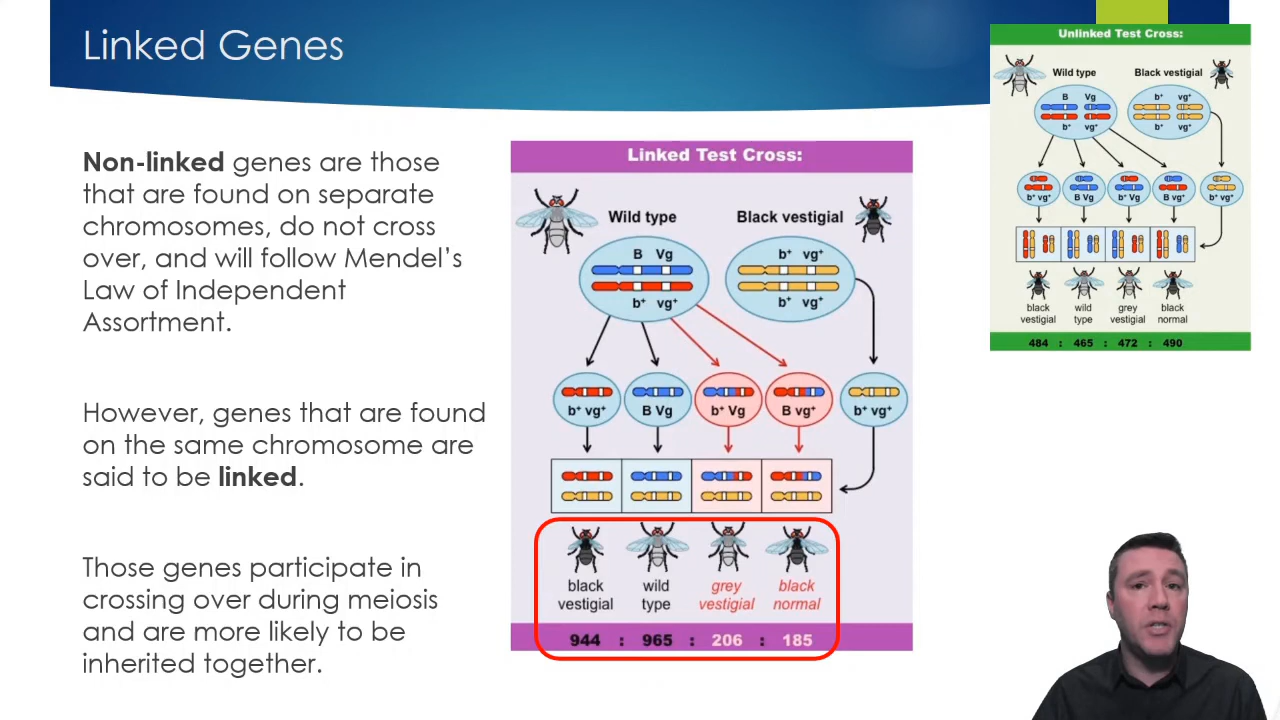 Linked Genes
Non-linked genes are those
that are found on separate
chromosomes, do not cross
over, and will follow Mendel's
Law of Independent
Assortment.
However, genes that are found
on the same chromosome are
said to be linked.
Those genes participate in
crossing over during meiosis
and are more likely to be
inherited together.
Linked Test Cross:
Wild type
Black vestigial
B Vg
b⁺ vg⁺
b⁺ vg⁺
b⁺ vg⁺
b⁺ vg⁺
B Vg
b⁺ Vg
B vg⁺
b⁺ vg⁺
black
vestigial
wild
type
grey
vestigial
black
normal
944 : 965 : 206 : 185
Unlinked Test Cross:
Wild type
Black vestigial
B Vg
b⁺ vg⁺
b⁺ vg⁺
b⁺ vg⁺
b⁺ vg⁺
B Vg
b⁺ Vg
B vg⁺
b⁺ vg⁺
black
vestigial
wild
type
grey
vestigial
black
normal
484 : 465 : 472 : 490